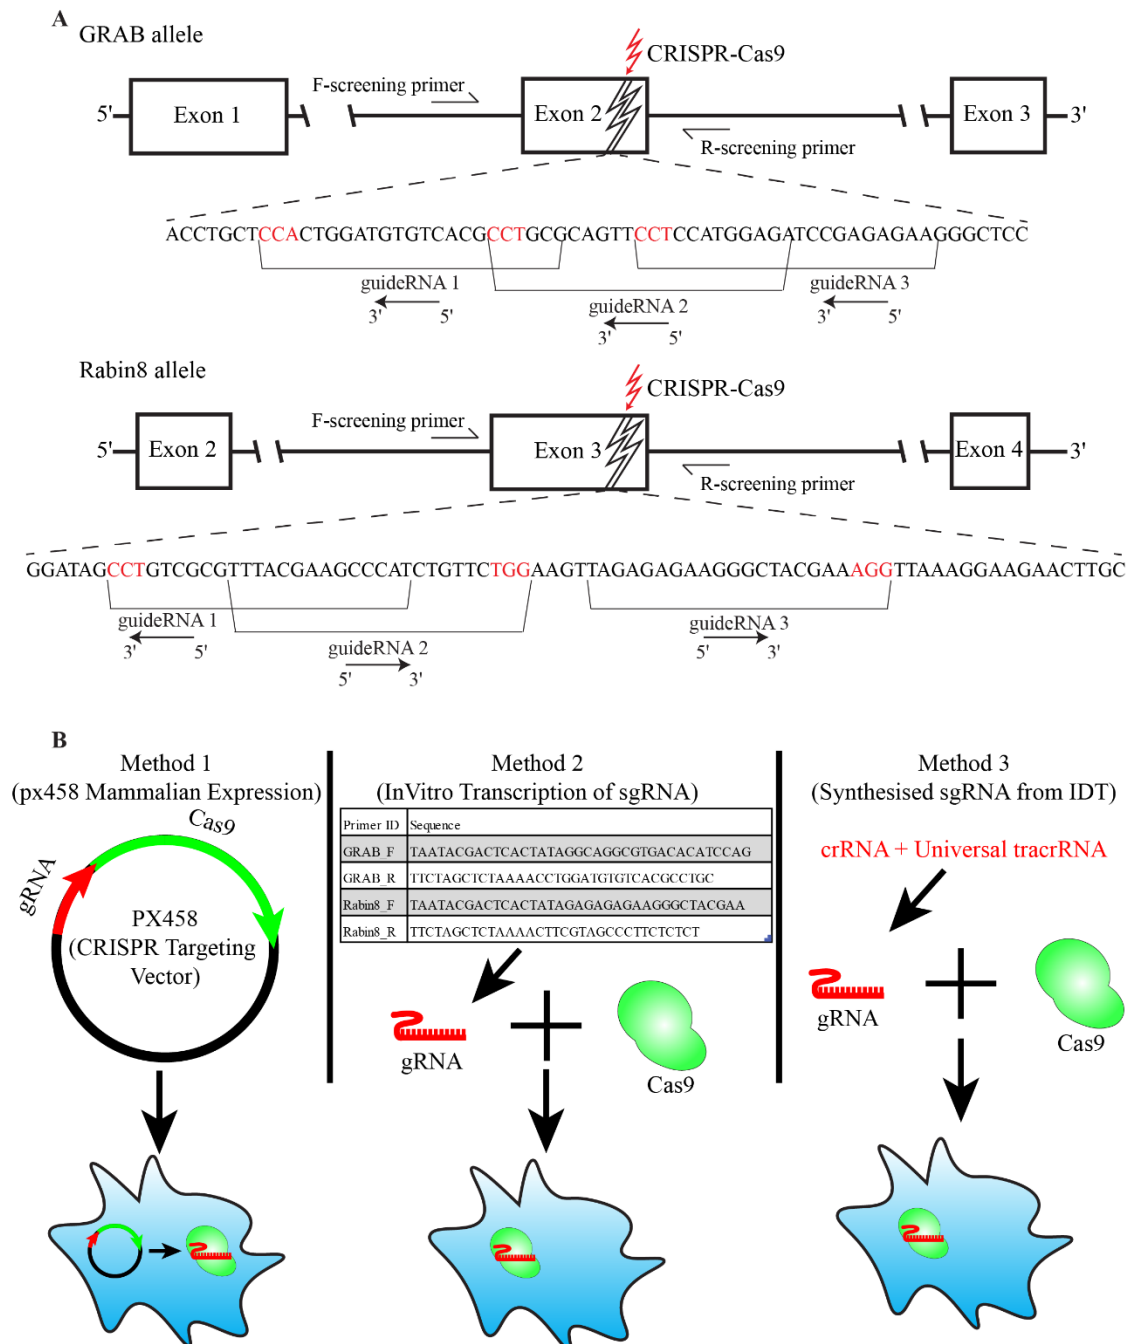 A
GRAB allele
CRISPR-Cas9
F-screening primer
5'
Exon 1
Exon 2
Exon 3
3'
R-screening primer
ACCTGCTCCACTGGATGTGTCACGCCTGCGCAGTTCCTCCATGGAGATCCGAGAGAAGGGCTCC
guideRNA 1
3' 5'
guideRNA 2
3' 5'
guideRNA 3
3' 5'
Rabin8 allele
CRISPR-Cas9
F-screening primer
5'
Exon 2
Exon 3
Exon 4
3'
R-screening primer
GGATAGCCTGTCGCGTTTACGAAGCCCATCTGTTCTGGAAGTTAGAGAGAAGGGCTACGAAAGGTTAAAGGAAGAACTTGC
guideRNA 1
3' 5'
guideRNA 2
5' 3'
guideRNA 3
5' 3'
B
Method 1
(px458 Mammalian Expression)
Cas9
gRNA
PX458
(CRISPR Targeting
Vector)
Method 2
(InVitro Transcription of sgRNA)
Primer ID Sequence
GRAB_F TAATACGACTCACTATAGGCAGGCGTGACACATCCAG
GRAB_R TTCTAGCTCTAAAACCTGGATGTGTCACGCCTGC
Rabin8_F TAATACGACTCACTATAGAGAGAGAAGGGCTACGAA
Rabin8_R TTCTAGCTCTAAAACTTCGTAGCCCTTCTCTCT
gRNA
Cas9
Method 3
(Synthesised sgRNA from IDT)
crRNA + Universal tracrRNA
gRNA
Cas9